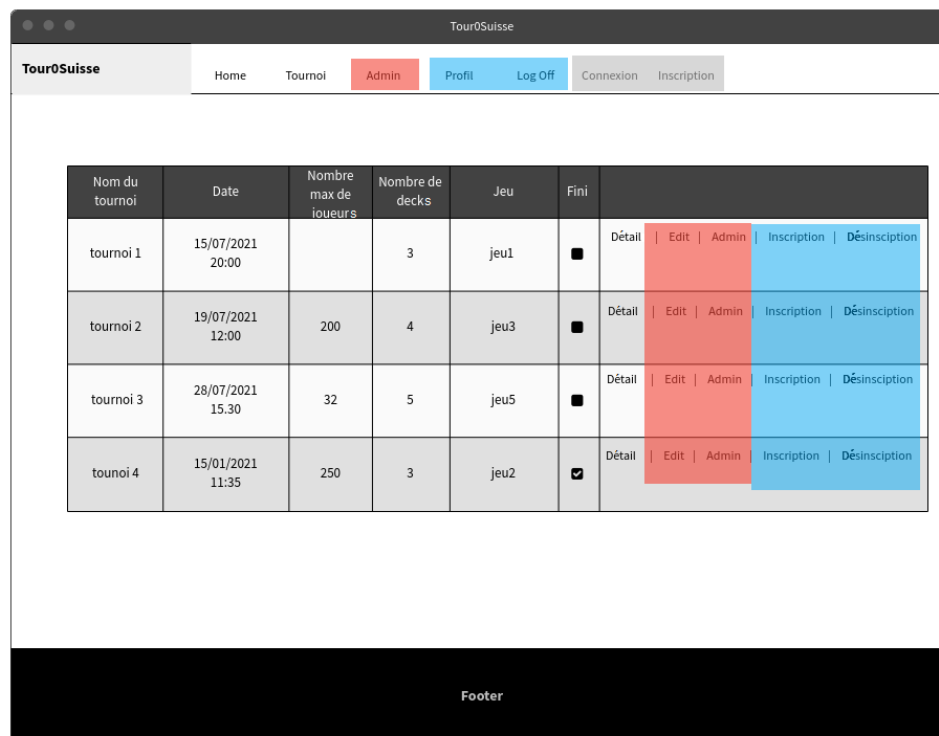 Tour0Suisse
Tour0Suisse
Home Tournoi Admin Profil Log Off Connexion Inscription
Nom du tournoi Date Nombre max de joueurs Nombre de decks Jeu Fini
tournoi 1 15/07/2021 20:00 3 jeu1 Détail | Edit | Admin | Inscription | Désinsciption
tournoi 2 19/07/2021 12:00 200 4 jeu3 Détail | Edit | Admin | Inscription | Désinsciption
tournoi 3 28/07/2021 15.30 32 5 jeu5 Détail | Edit | Admin | Inscription | Désinsciption
tounoi 4 15/01/2021 11:35 250 3 jeu2 Détail | Edit | Admin | Inscription | Désinsciption
Footer